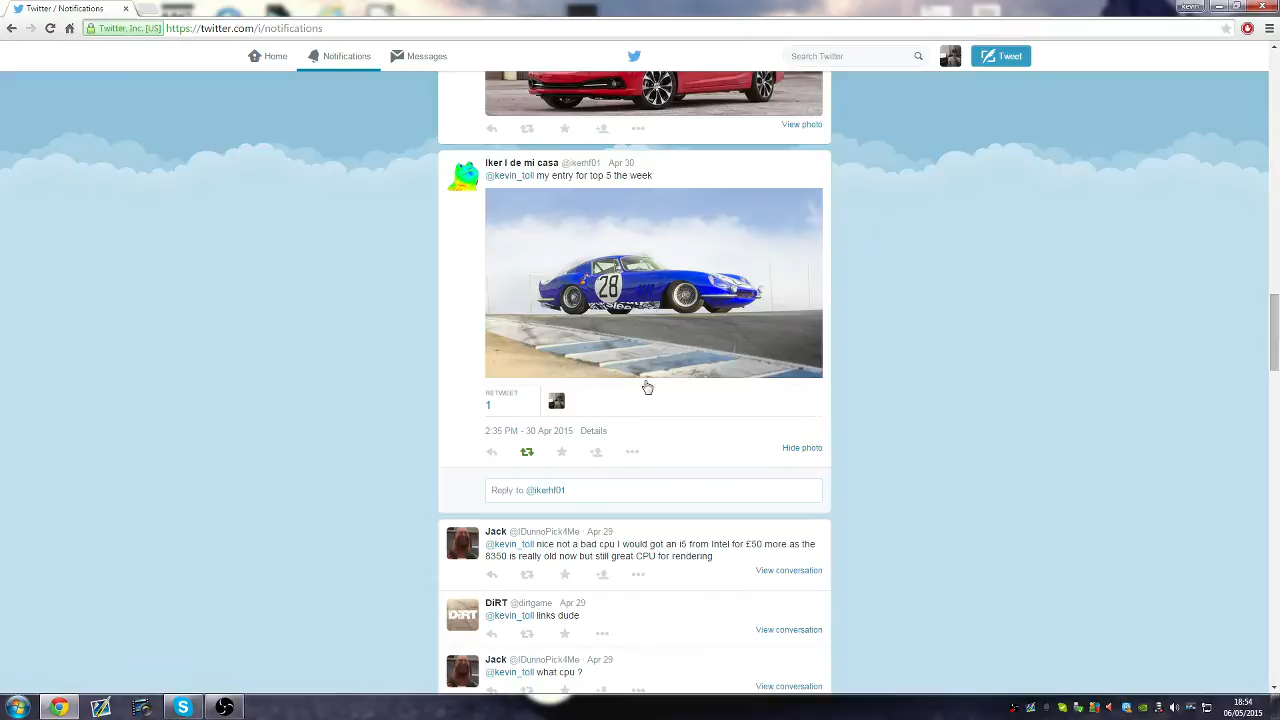 Twitter / Notifications
kevin
Twitter, Inc. [US]
https://twitter.com/i/notifications
Home
Notifications
Messages
Search Twitter
Tweet
View photo
Iker l de mi casa @ikerhf01 Apr 30
@kevin_toll my entry for top 5 the week
28
RETWEET
1
2:35 PM - 30 Apr 2015 Details
Hide photo
Reply to @ikerhf01
Jack @IDunnoPick4Me · Apr 29
@kevin_toll nice not a bad cpu I would got an i5 from Intel for £50 more as the
8350 is really old now but still great CPU for rendering
View conversation
DiRT @dirtgame Apr 29
@kevin_toll links dude
View conversation
Jack @IDunnoPick4Me · Apr 29
@kevin_toll what cpu ?
View conversation
18:54
06/05/2015